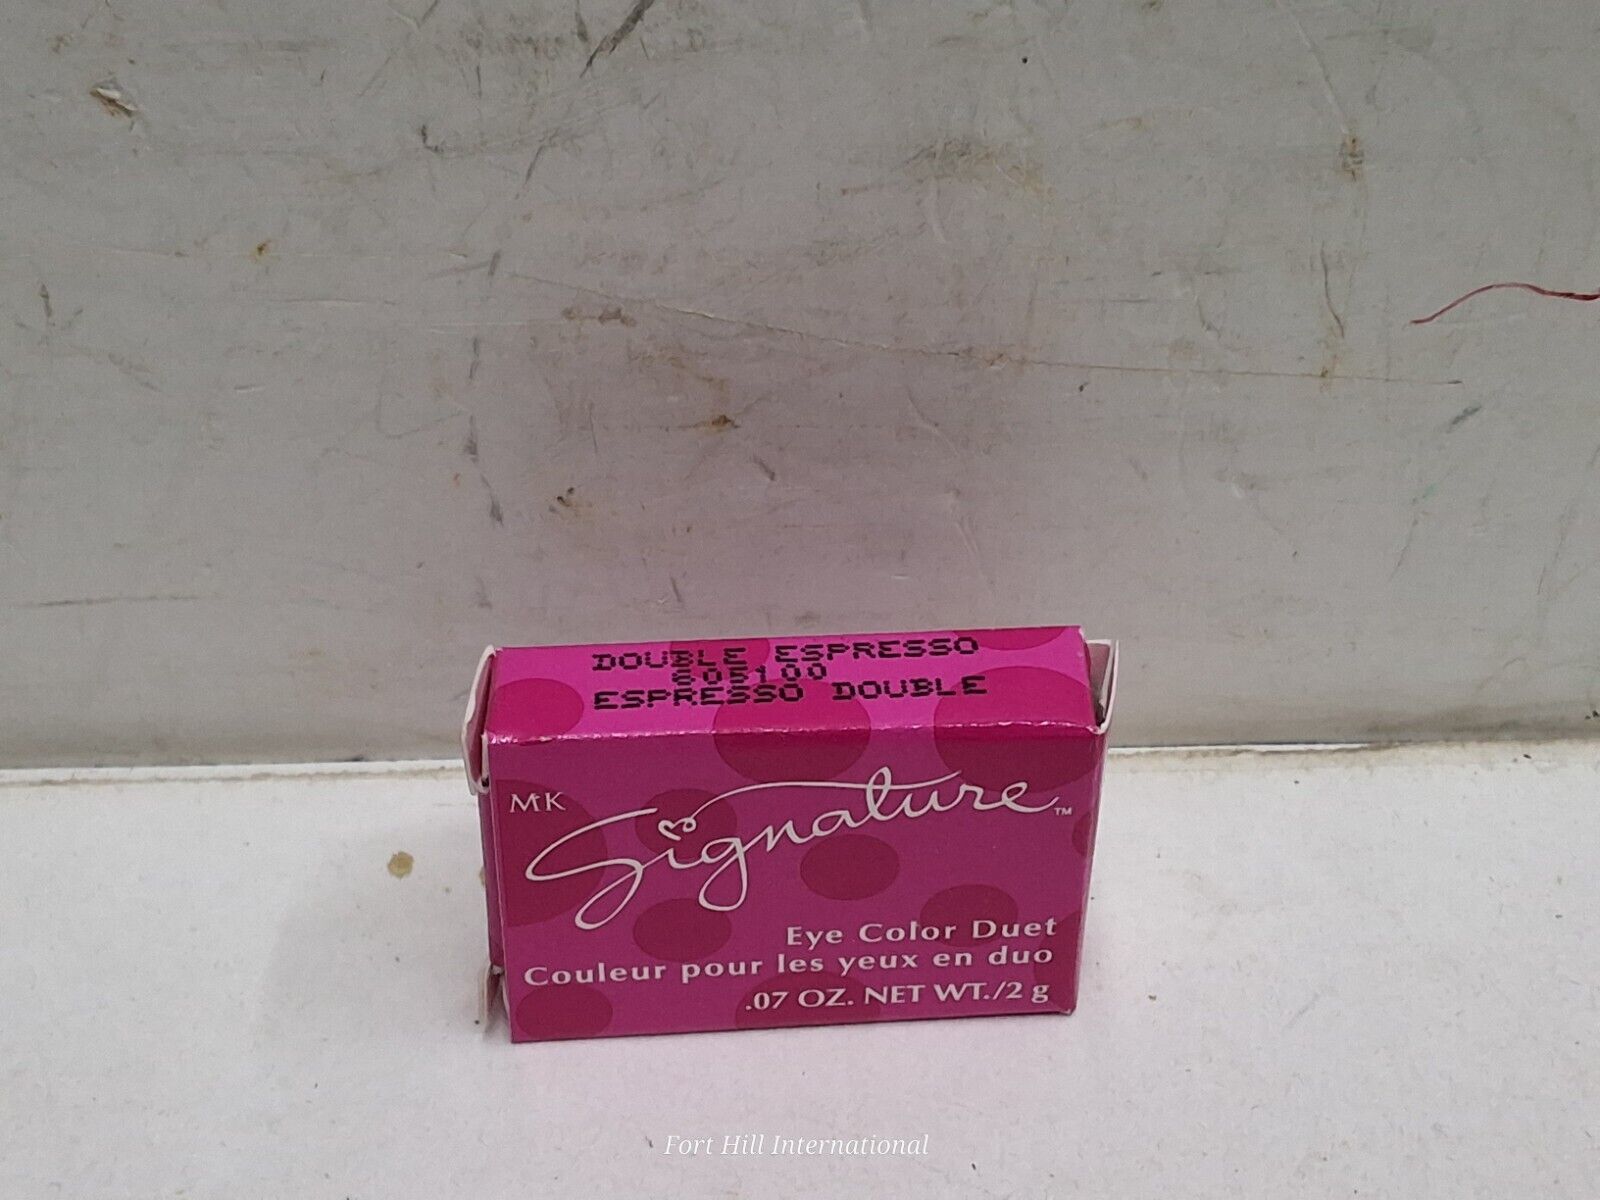 DOUBLE ESPRESSO
605100
ESPRESSO DOUBLE
MK
Signature™
Eye Color Duet
Couleur pour les yeux en duo
.07 OZ. NET WT./2 g
Fort Hill International